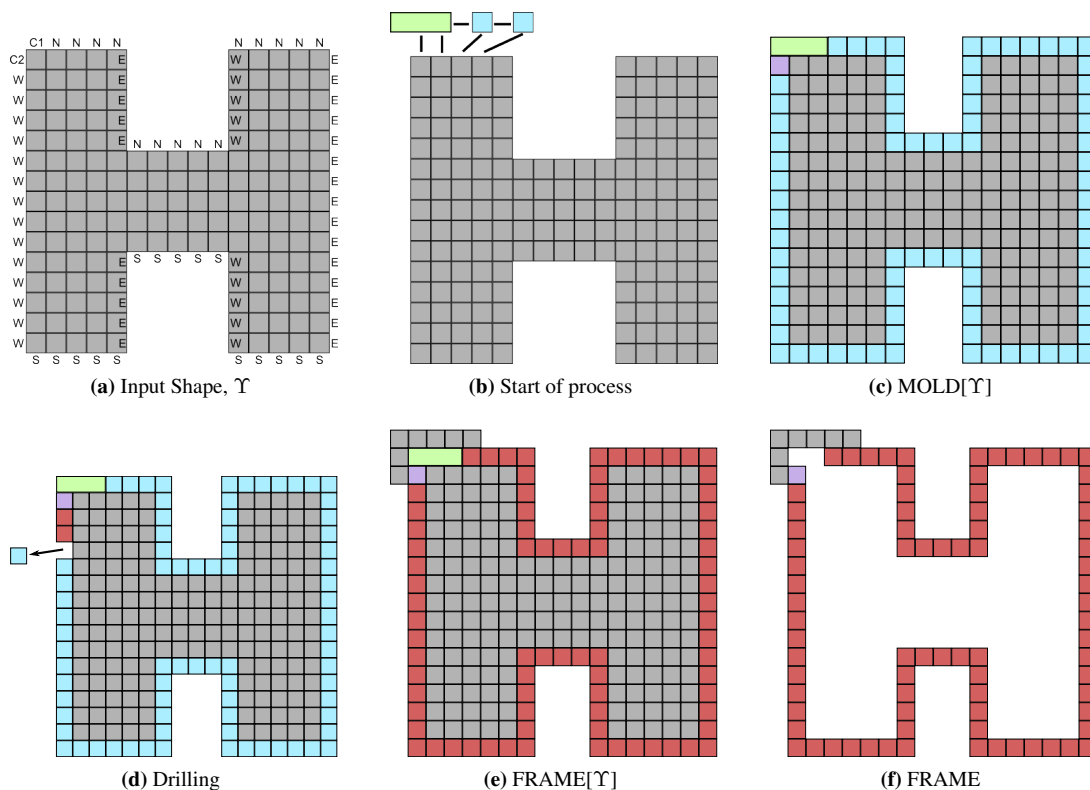 C1 N N N N N N N N N
C2 E W E
W E W E
W E W E
W E W E
W E W E
N N N N N
W E
W E
W E
W E
W E
S S S S S
W E W E
W E W E
W E W E
W E W E
W E W E
S S S S S S S S S S
(a) Input Shape, ϒ
(b) Start of process
(c) MOLD[ϒ]
(d) Drilling
(e) FRAME[ϒ]
(f) FRAME